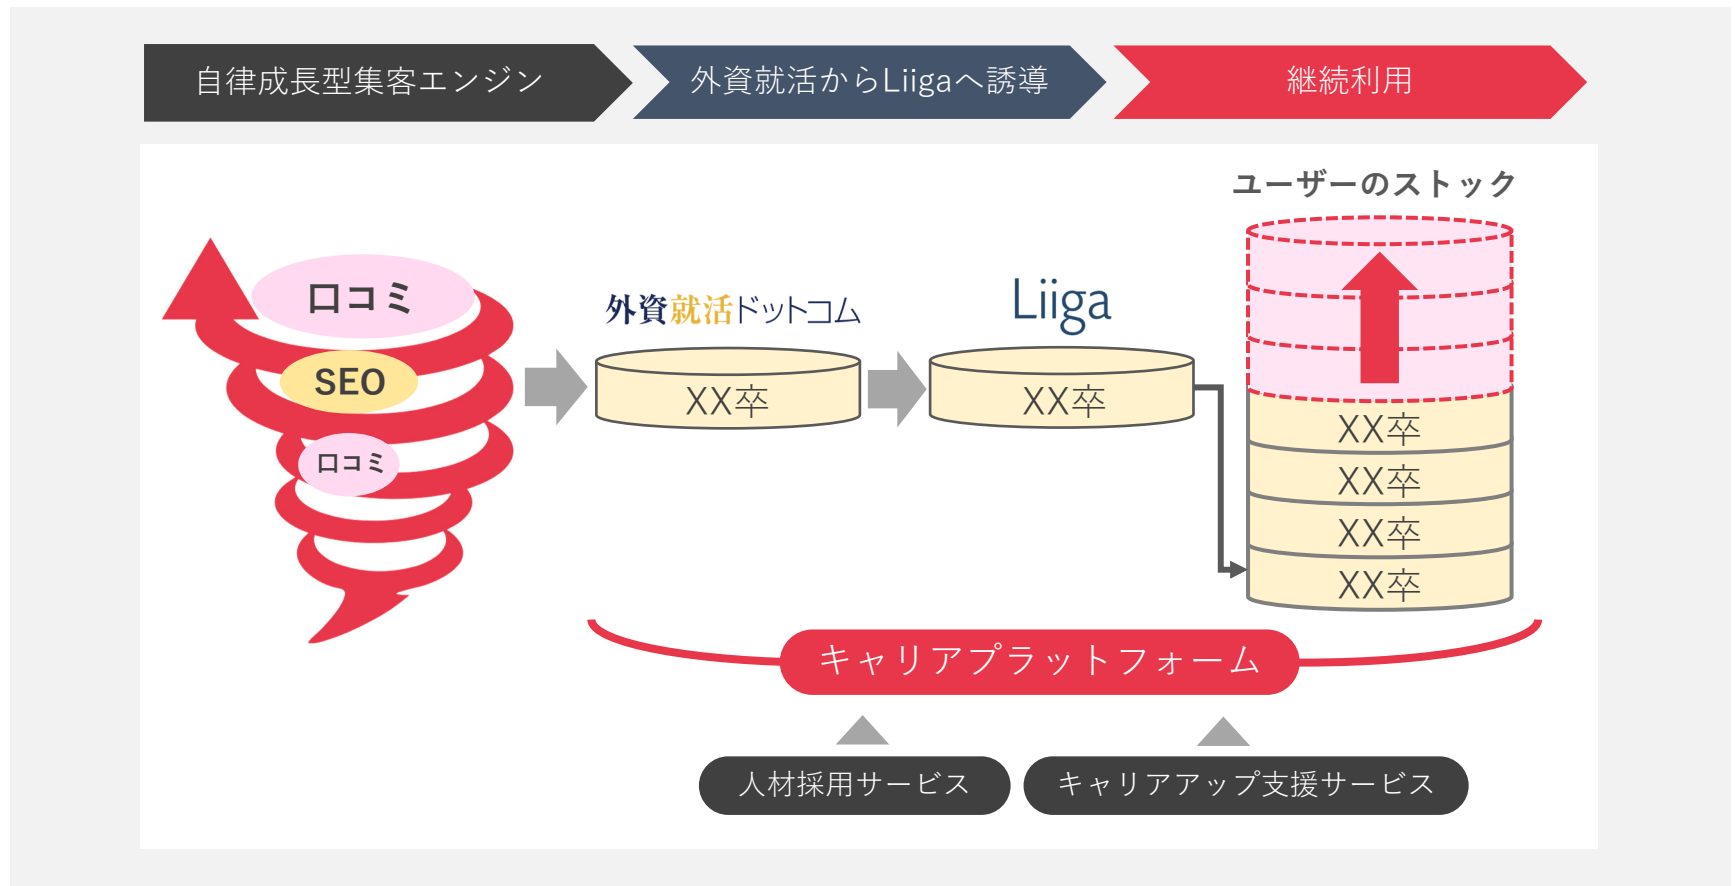 自律成長型集客エンジン
外資就活からLiigaへ誘導
継続利用
ユーザーのストック
口コミ
SEO
口コミ
外資就活ドットコム
XX卒
Liiga
XX卒
XX卒
XX卒
XX卒
XX卒
キャリアプラットフォーム
人材採用サービス
キャリアアップ支援サービス